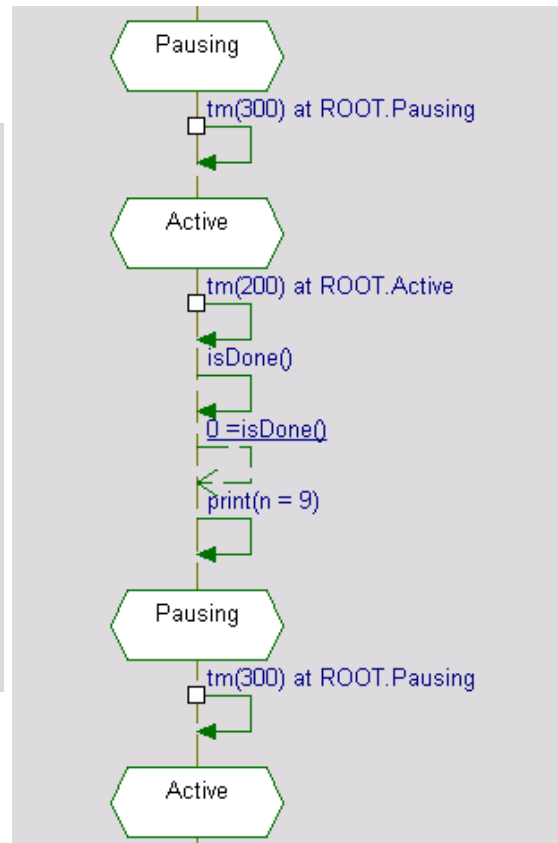 Pausing
tm(300) at ROOT.Pausing
Active
tm(200) at ROOT.Active
isDone()
0 =isDone()
print(n = 9)
Pausing
tm(300) at ROOT.Pausing
Active